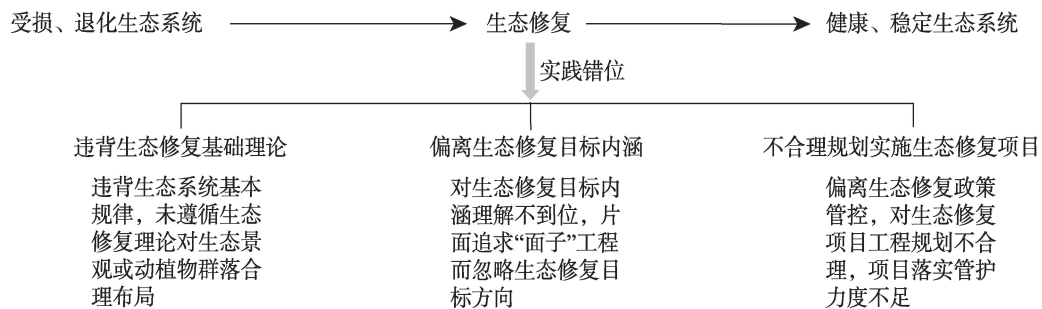 受损、退化生态系统
生态修复
健康、稳定生态系统
实践错位
违背生态修复基础理论
偏离生态修复目标内涵
不合理规划实施生态修复项目
违背生态系统基本
规律，未遵循生态
修复理论对生态景
观或动植物群落合
理布局
对生态修复目标内
涵理解不到位，片
面追求“面子”工程
而忽略生态修复目
标方向
偏离生态修复政策
管控，对生态修复
项目工程规划不合
理，项目落实管护
力度不足